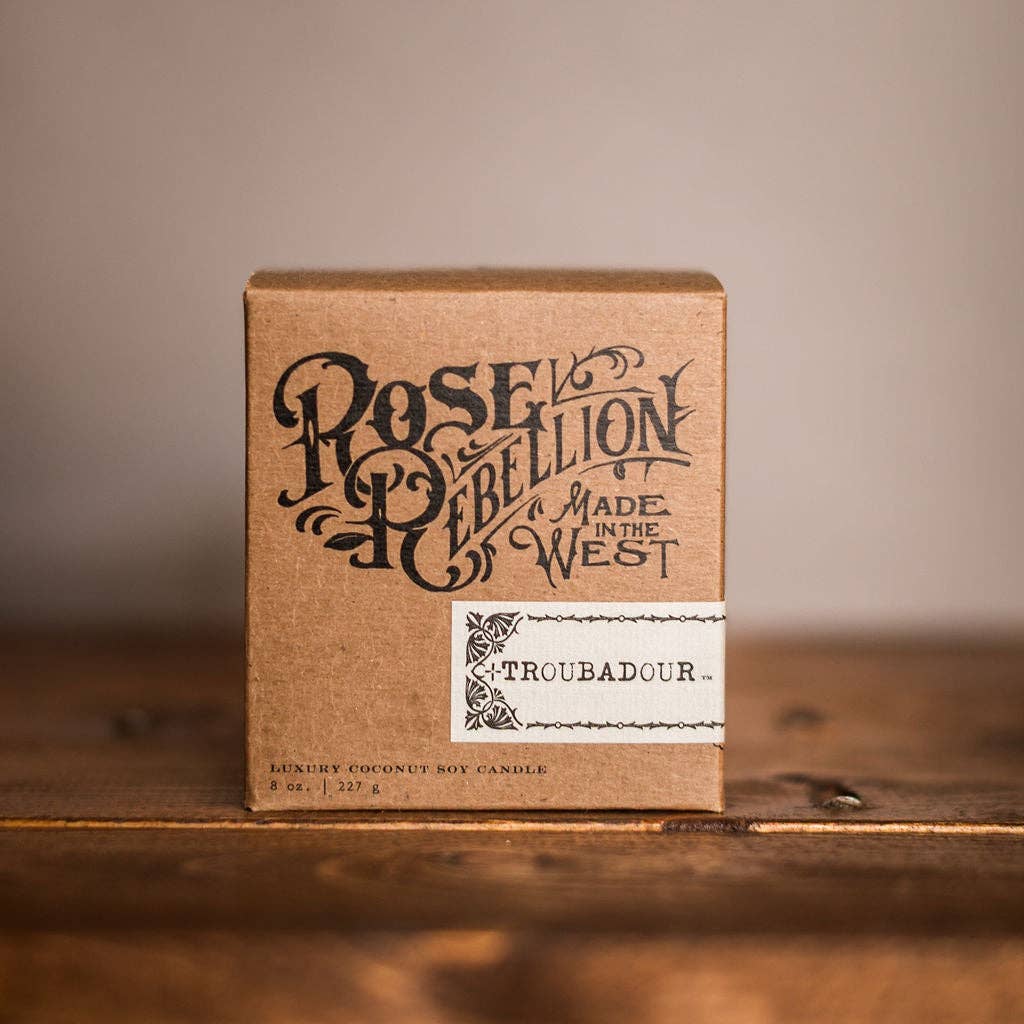 ROSE
REBELLION
MADE
IN THE
WEST
TROUBADOUR™
LUXURY COCONUT SOY CANDLE
8 oz. | 227 g